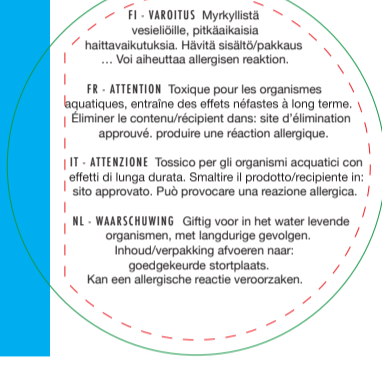 FI - VAROITUS Myrkyllistä
vesieliöille, pitkäaikaisia
haittavaikutuksia. Hävitä sisältö/pakkaus
… Voi aiheuttaa allergisen reaktion.
FR - ATTENTION Toxique pour les organismes
aquatiques, entraîne des effets néfastes à long terme.
Éliminer le contenu/récipient dans: site d'élimination
approuvé. produire une réaction allergique.
IT - ATTENZIONE Tossico per gli organismi acquatici con
effetti di lunga durata. Smaltire il prodotto/recipiente in:
sito approvato. Può provocare una reazione allergica.
NL - WAARSCHUWING Giftig voor in het water levende
organismen, met langdurige gevolgen.
Inhoud/verpakking afvoeren naar:
goedgekeurde stortplaats.
Kan een allergische reactie veroorzaken.